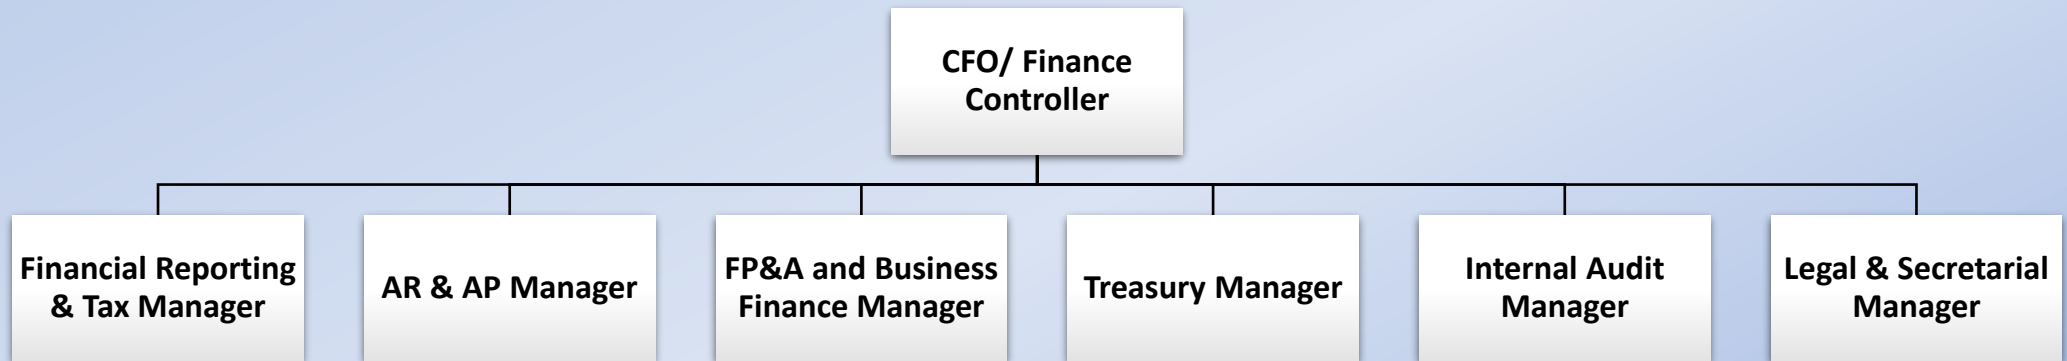 CFO/ Finance
Controller
Financial Reporting
& Tax Manager
AR & AP Manager
FP&A and Business
Finance Manager
Treasury Manager
Internal Audit
Manager
Legal & Secretarial
Manager